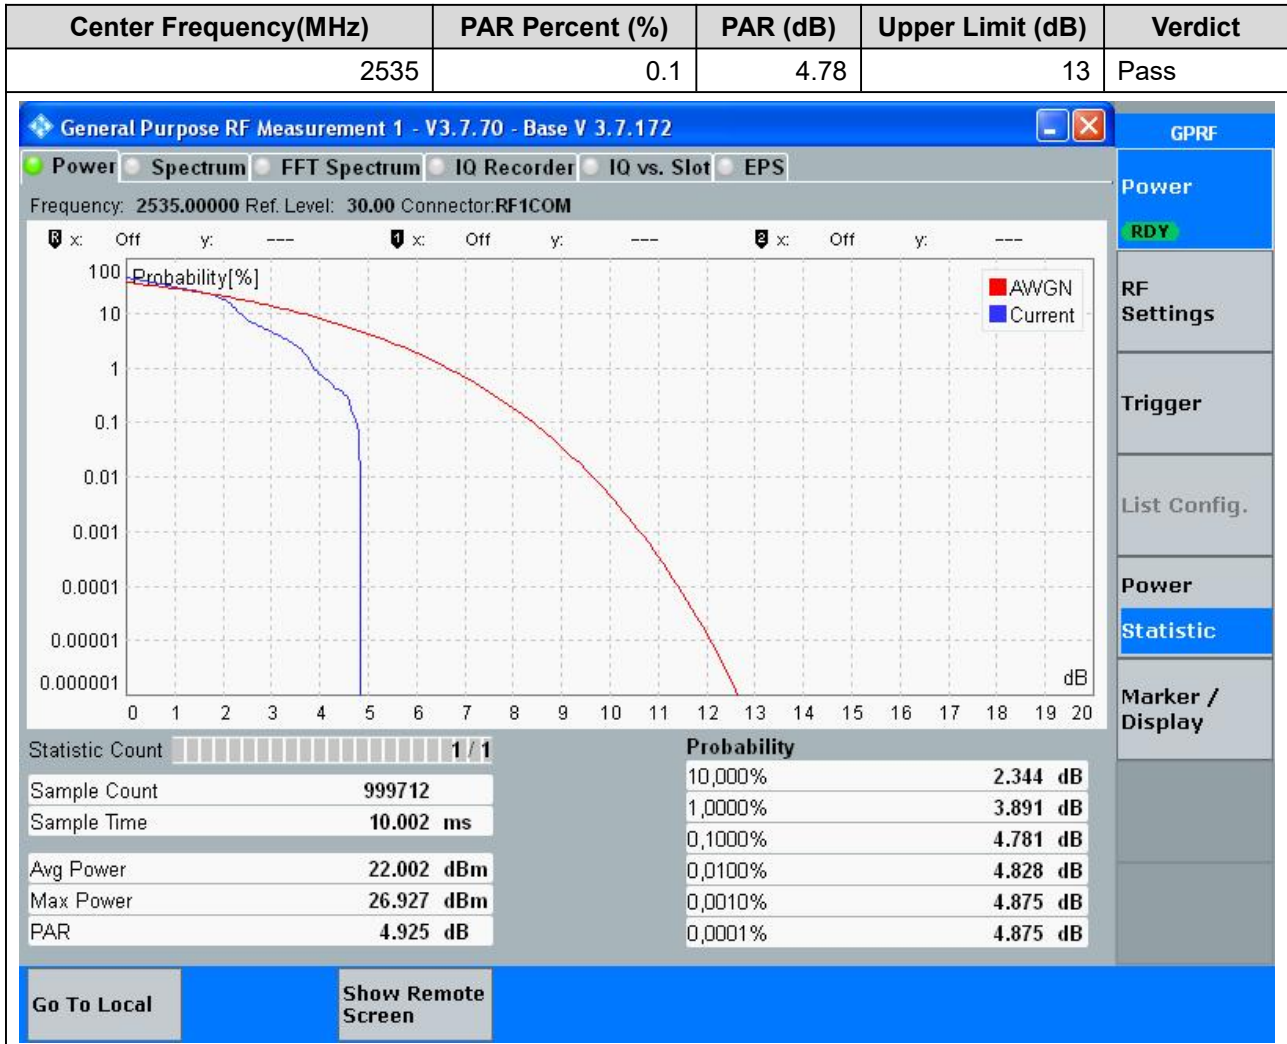 Center Frequency(MHz) PAR Percent (%) PAR (dB) Upper Limit (dB) Verdict
2535 0.1 4.78 13 Pass
General Purpose RF Measurement 1 - V3.7.70 - Base V 3.7.172
GPRF
Power Spectrum FFT Spectrum IQ Recorder IQ vs. Slot EPS
Power
RDY
Frequency: 2535.00000 Ref. Level: 30.00 Connector:RF1COM
R x: Off y: --- 1 x: Off y: --- 2 x: Off y: ---
Probability[%]
AWGN
Current
100
10
1
0.1
0.01
0.001
0.0001
0.00001
0.000001
dB
0 1 2 3 4 5 6 7 8 9 10 11 12 13 14 15 16 17 18 19 20
RF
Settings
Trigger
List Config.
Power
Statistic
Marker /
Display
Statistic Count 1 / 1
Sample Count 999712
Sample Time 10.002 ms
Avg Power 22.002 dBm
Max Power 26.927 dBm
PAR 4.925 dB
Probability
10,000% 2.344 dB
1,0000% 3.891 dB
0,1000% 4.781 dB
0,0100% 4.828 dB
0,0010% 4.875 dB
0,0001% 4.875 dB
Go To Local
Show Remote
Screen